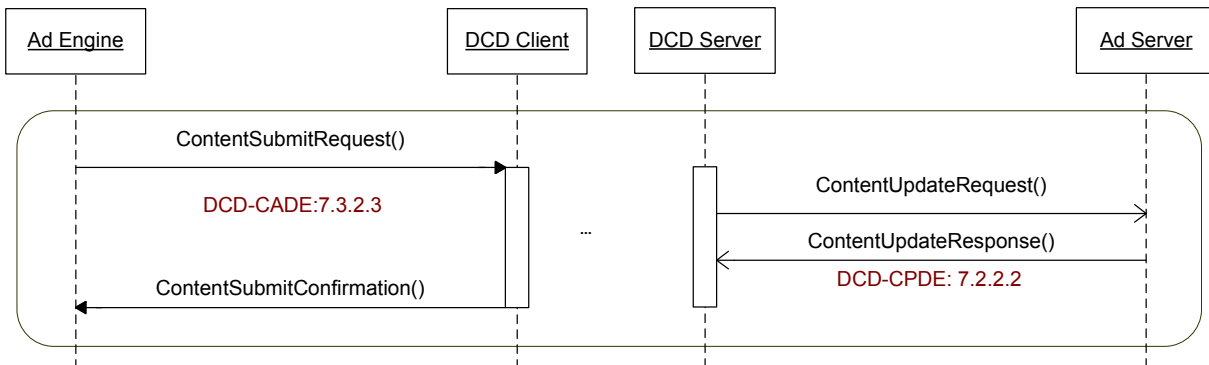 Ad Engine
DCD Client
DCD Server
Ad Server
ContentSubmitRequest()
DCD-CADE:7.3.2.3
ContentUpdateRequest()
...
ContentUpdateResponse()
DCD-CPDE: 7.2.2.2
ContentSubmitConfirmation()